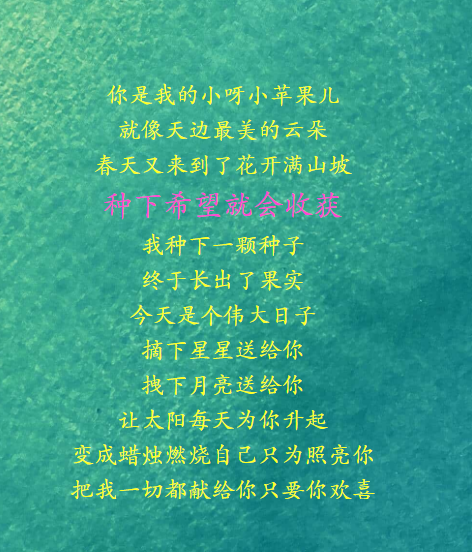 你是我的小呀小苹果儿
就像天边最美的云朵
春天又来到了花开满山坡
种下希望就会收获
我种下一颗种子
终于长出了果实
今天是个伟大日子
摘下星星送给你
拽下月亮送给你
让太阳每天为你升起
变成蜡烛燃烧自己只为照亮你
把我一切都献给你只要你欢喜